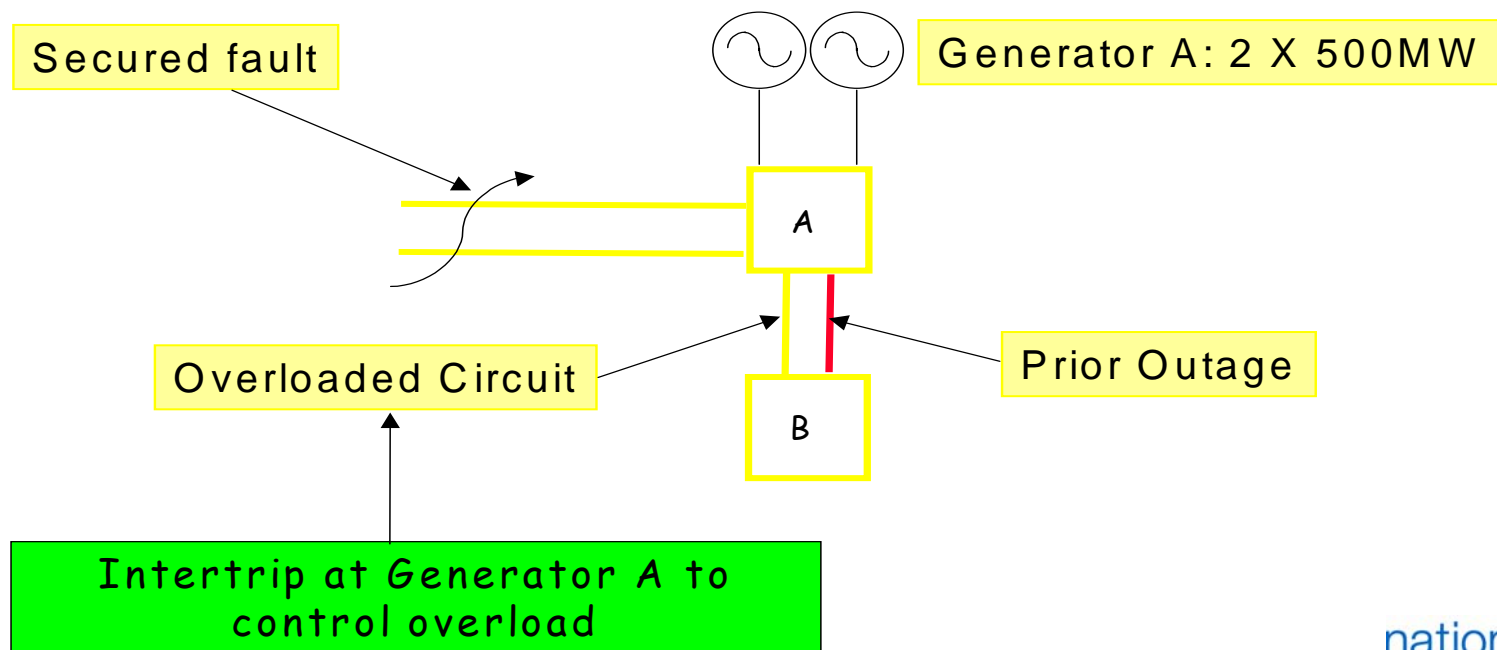 Secured fault
Generator A: 2 X 500MW
A
Overloaded Circuit
Prior Outage
B
Intertrip at Generator A to
control overload